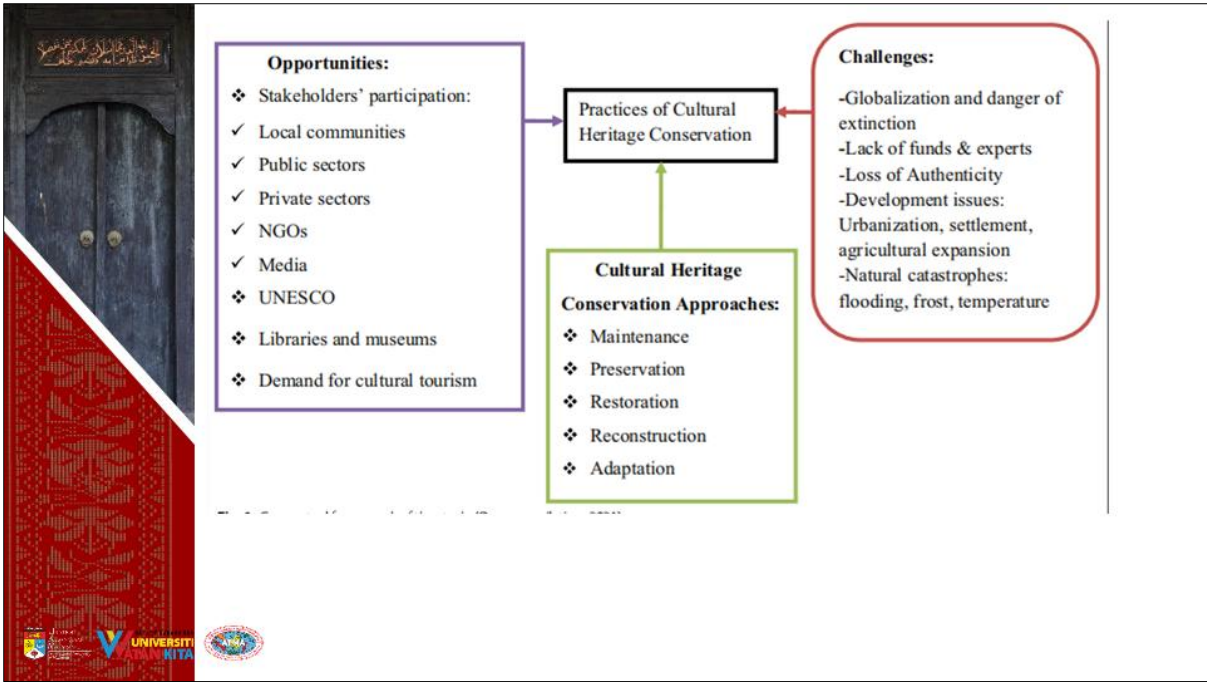 Opportunities:
❖ Stakeholders’ participation:
✓ Local communities
✓ Public sectors
✓ Private sectors
✓ NGOs
✓ Media
❖ UNESCO
❖ Libraries and museums
❖ Demand for cultural tourism
Practices of Cultural
Heritage Conservation
Cultural Heritage
Conservation Approaches:
❖ Maintenance
❖ Preservation
❖ Restoration
❖ Reconstruction
❖ Adaptation
Challenges:
-Globalization and danger of
extinction
-Lack of funds & experts
-Loss of Authenticity
-Development issues:
Urbanization, settlement,
agricultural expansion
-Natural catastrophes:
flooding, frost, temperature
UNIVERSITI
WATAN KITA